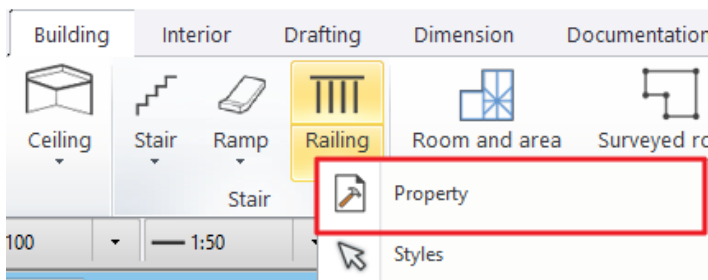 Building Interior Drafting Dimension Documentation
Ceiling Stair Ramp Railing Room and area Surveyed ro
Stair
Property
100 1:50
Styles